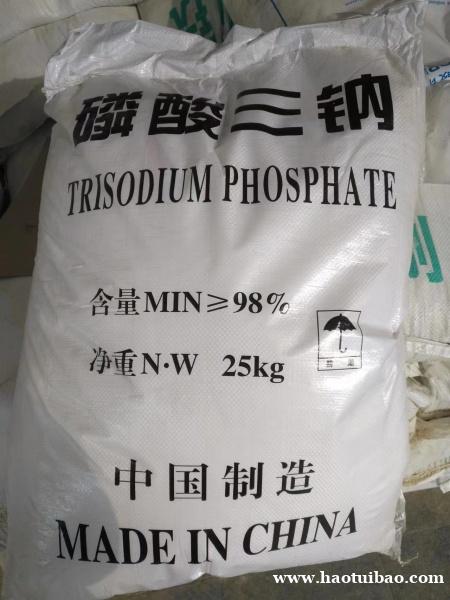 磷酸三钠
TRISODIUM PHOSPHATE
含量MIN≥98%
净重N·W 25kg
中国制造
MADE IN CHINA
www.haotuibao.com